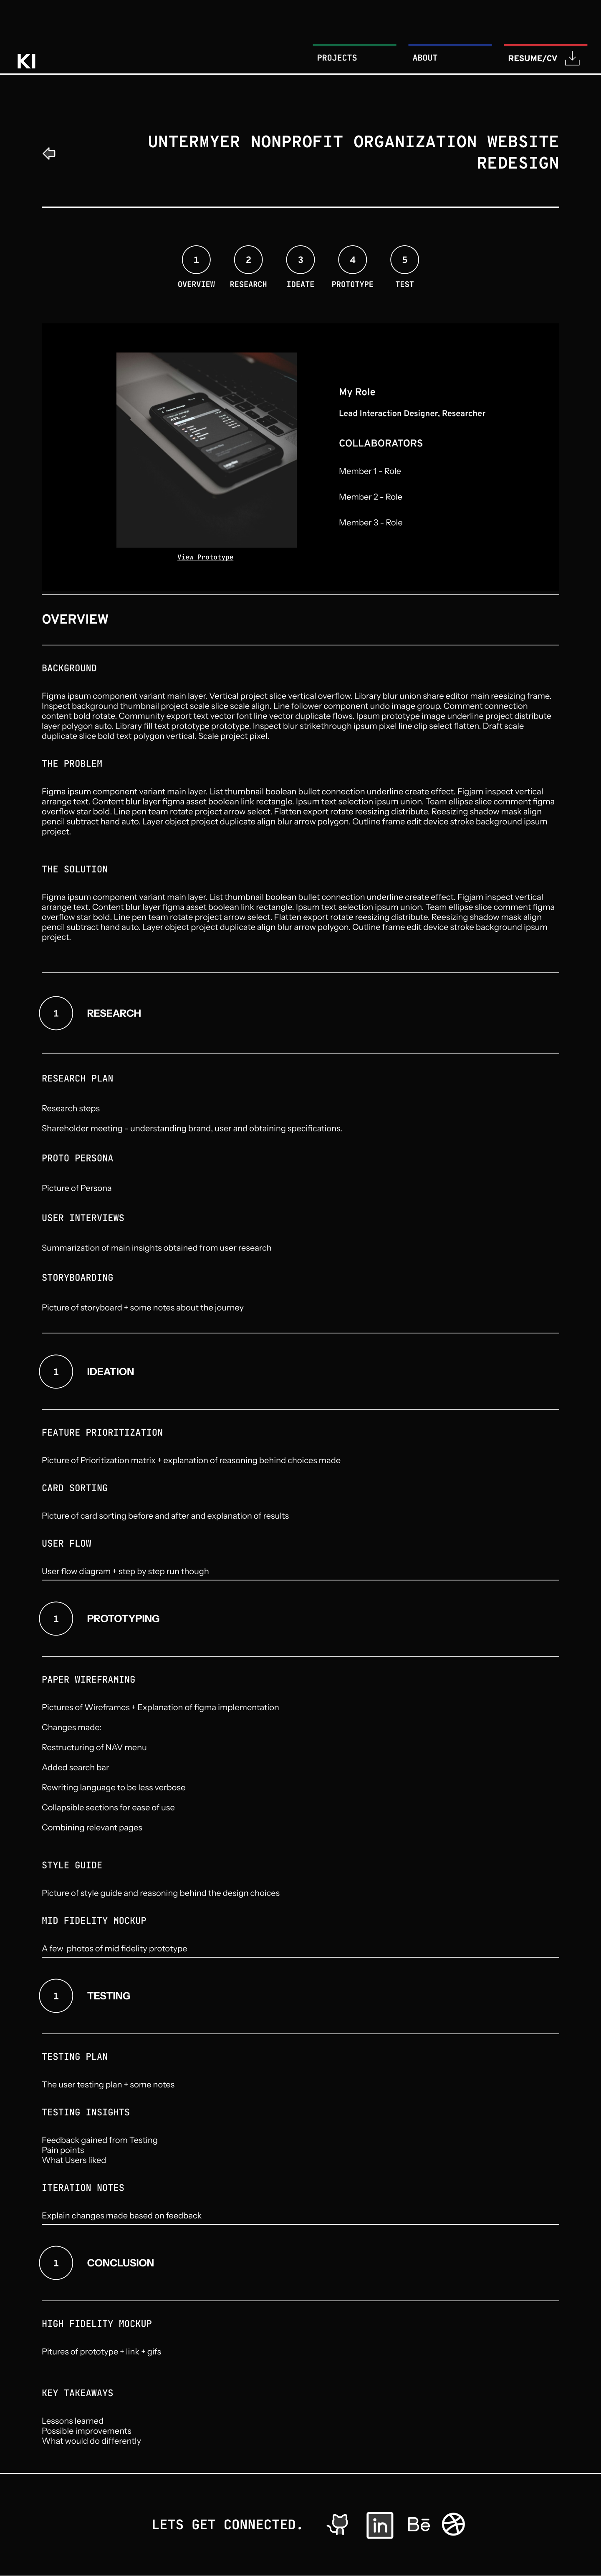 KI
PROJECTS
ABOUT
RESUME/CV
UNTERMYER NONPROFIT ORGANIZATION WEBSITE
REDESIGN
1
2
3
4
5
OVERVIEW
RESEARCH
IDEATE
PROTOTYPE
TEST
My Role
Lead Interaction Designer, Researcher
COLLABORATORS
Member 1 - Role
Member 2 - Role
Member 3 - Role
View Prototype
OVERVIEW
BACKGROUND
Figma ipsum component variant main layer. Vertical project slice vertical overflow. Library blur union share editor main reesizing frame.
Inspect background thumbnail project scale slice scale align. Line follower component undo image group. Comment connection
content bold rotate. Community export text vector font line vector duplicate flows. Ipsum prototype image underline project distribute
layer polygon auto. Library fill text prototype prototype. Inspect blur strikethrough ipsum pixel line clip select flatten. Draft scale
duplicate slice bold text polygon vertical. Scale project pixel.
THE PROBLEM
Figma ipsum component variant main layer. List thumbnail boolean bullet connection underline create effect. Figjam inspect vertical
arrange text. Content blur layer figma asset boolean link rectangle. Ipsum text selection ipsum union. Team ellipse slice comment figma
overflow star bold. Line pen team rotate project arrow select. Flatten export rotate reesizing distribute. Reesizing shadow mask align
pencil subtract hand auto. Layer object project duplicate align blur arrow polygon. Outline frame edit device stroke background ipsum
project.
THE SOLUTION
Figma ipsum component variant main layer. List thumbnail boolean bullet connection underline create effect. Figjam inspect vertical
arrange text. Content blur layer figma asset boolean link rectangle. Ipsum text selection ipsum union. Team ellipse slice comment figma
overflow star bold. Line pen team rotate project arrow select. Flatten export rotate reesizing distribute. Reesizing shadow mask align
pencil subtract hand auto. Layer object project duplicate align blur arrow polygon. Outline frame edit device stroke background ipsum
project.
1 RESEARCH
RESEARCH PLAN
Research steps
Shareholder meeting - understanding brand, user and obtaining specifications.
PROTO PERSONA
Picture of Persona
USER INTERVIEWS
Summarization of main insights obtained from user research
STORYBOARDING
Picture of storyboard + some notes about the journey
1 IDEATION
FEATURE PRIORITIZATION
Picture of Prioritization matrix + explanation of reasoning behind choices made
CARD SORTING
Picture of card sorting before and after and explanation of results
USER FLOW
User flow diagram + step by step run though
1 PROTOTYPING
PAPER WIREFRAMING
Pictures of Wireframes + Explanation of figma implementation
Changes made:
Restructuring of NAV menu
Added search bar
Rewriting language to be less verbose
Collapsible sections for ease of use
Combining relevant pages
STYLE GUIDE
Picture of style guide and reasoning behind the design choices
MID FIDELITY MOCKUP
A few photos of mid fidelity prototype
1 TESTING
TESTING PLAN
The user testing plan + some notes
TESTING INSIGHTS
Feedback gained from Testing
Pain points
What Users liked
ITERATION NOTES
Explain changes made based on feedback
1 CONCLUSION
HIGH FIDELITY MOCKUP
Pitures of prototype + link + gifs
KEY TAKEAWAYS
Lessons learned
Possible improvements
What would do differently
LETS GET CONNECTED.
in
Bē